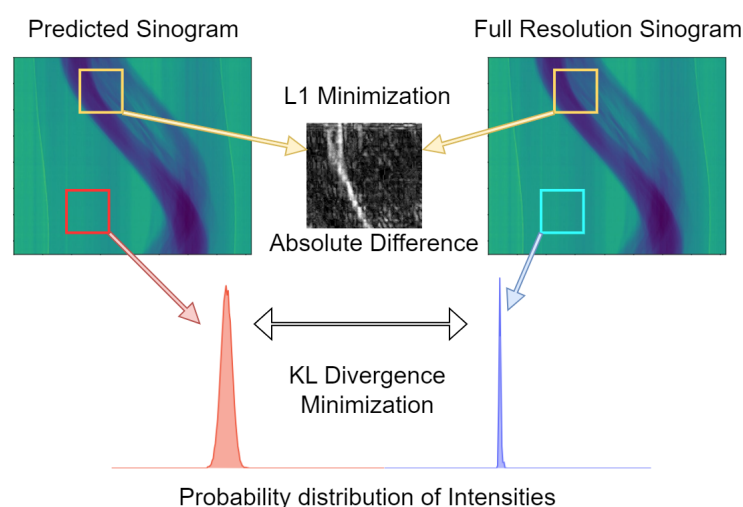 Predicted Sinogram
Full Resolution Sinogram
L1 Minimization
Absolute Difference
KL Divergence
Minimization
Probability distribution of Intensities